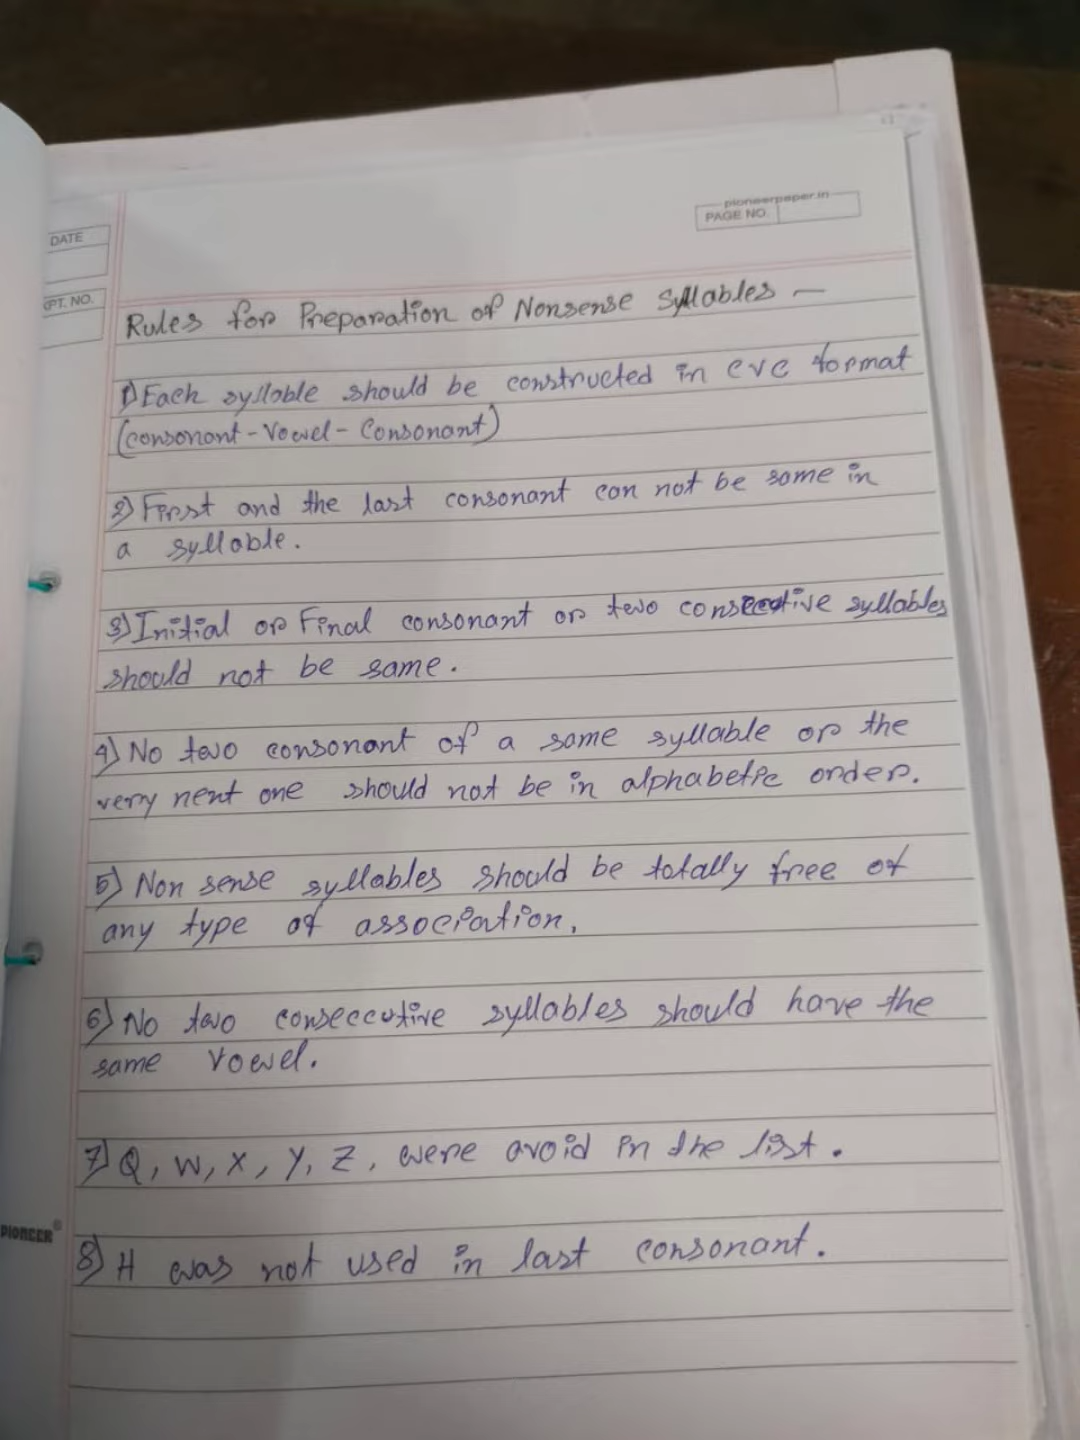 pioneerpaper.in
PAGE NO.
DATE
EXPT. NO.
Rules for Preparation of Nonsense Syllables —
1) Each syllable should be constructed in CVC format
(Consonant - Vowel - Consonant)
2) First and the last consonant can not be same in
a syllable.
3) Initial or Final consonant or two consecutive syllables
should not be same.
4) No two consonant of a same syllable or the
very next one should not be in alphabetic order.
5) Non sense syllables should be totally free of
any type of association.
6) No two conseccutive syllables should have the
same vowel.
7) Q, W, X, Y, Z, were avoid in the list.
PIONEER®
8) H was not used in last consonant.